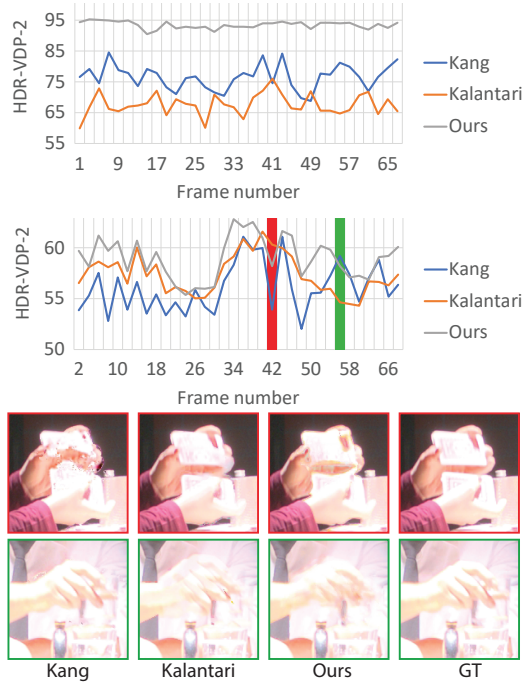 HDR-VDP-2
95
85
75
65
55
1 9 17 25 33 41 49 57 65
Frame number
Kang
Kalantari
Ours
HDR-VDP-2
60
55
50
2 10 18 26 34 42 50 58 66
Frame number
Kang
Kalantari
Ours
Kang Kalantari Ours GT